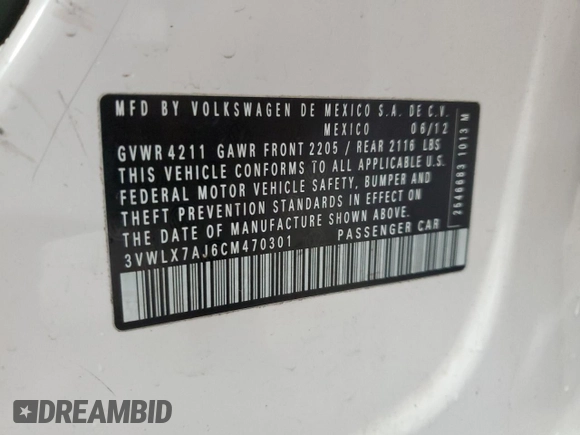 MFD BY VOLKSWAGEN DE MEXICO S.A. DE C.V.
MEXICO 06/12
GVWR 4211 GAWR FRONT 2205 / REAR 2116 LBS
THIS VEHICLE CONFORMS TO ALL APPLICABLE U.S.
FEDERAL MOTOR VEHICLE SAFETY, BUMPER AND
THEFT PREVENTION STANDARDS IN EFFECT ON
THE DATE OF MANUFACTURE SHOWN ABOVE.
3VWLX7AJ6CM470301 PASSENGER CAR
2546683 1013 M
DREAMBID